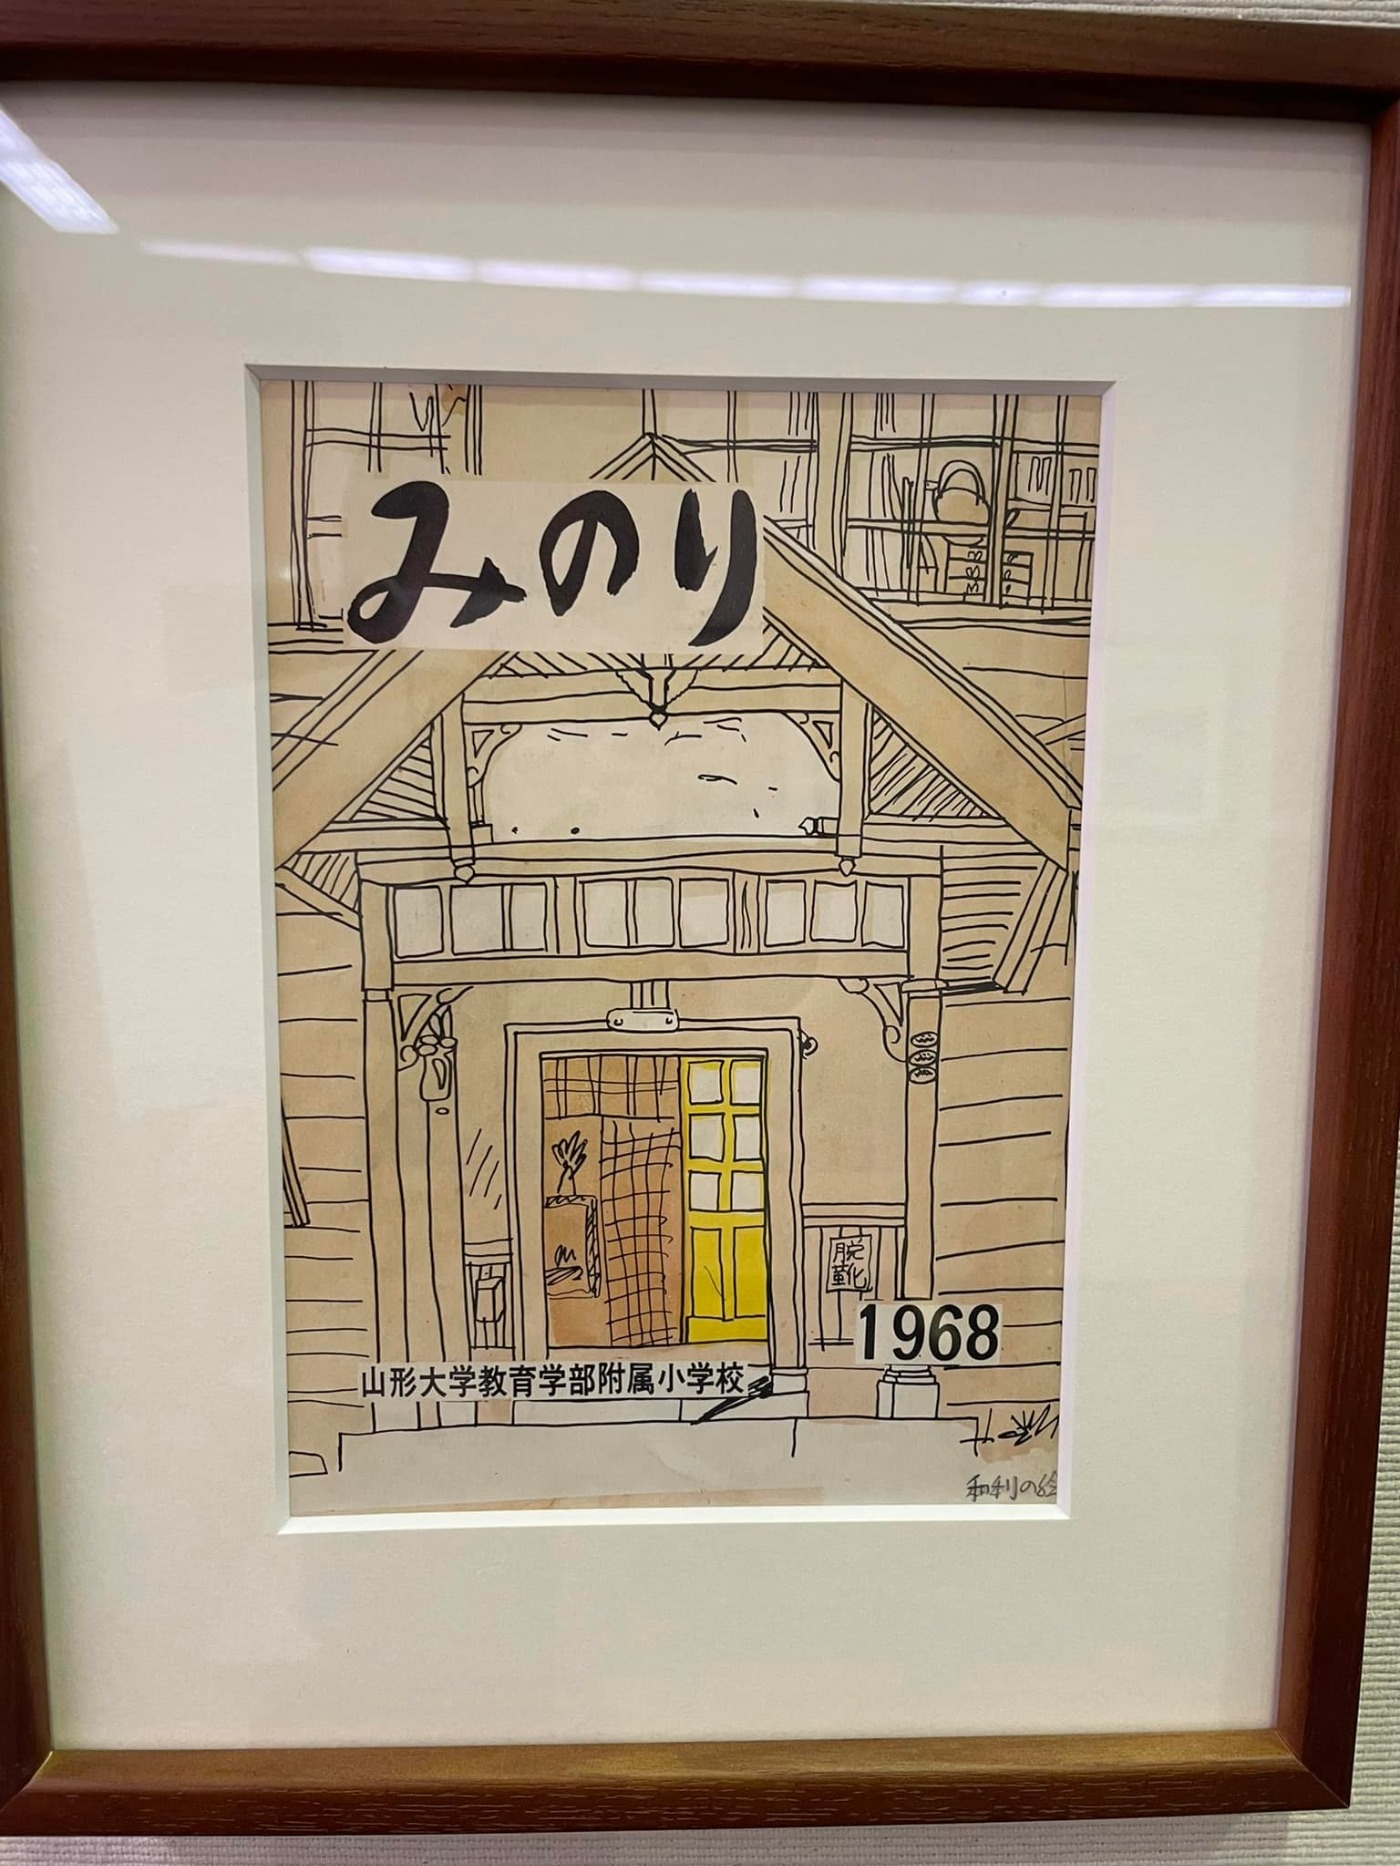 みのり
脱
靴
1968
山形大学教育学部附属小学校
和利の絵